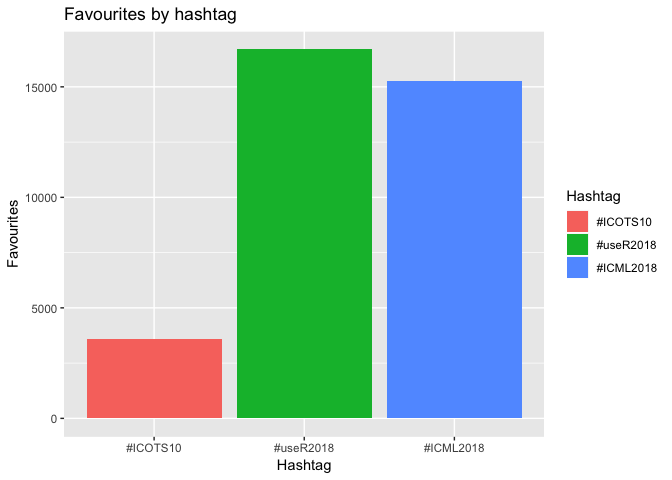 Favourites by hashtag
Favourites
15000
10000
5000
0
#ICOTS10 #useR2018 #ICML2018
Hashtag
Hashtag
#ICOTS10
#useR2018
#ICML2018